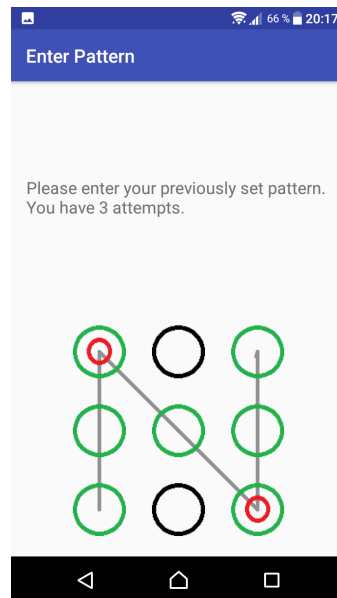 66 % 20:17
Enter Pattern
Please enter your previously set pattern.
You have 3 attempts.